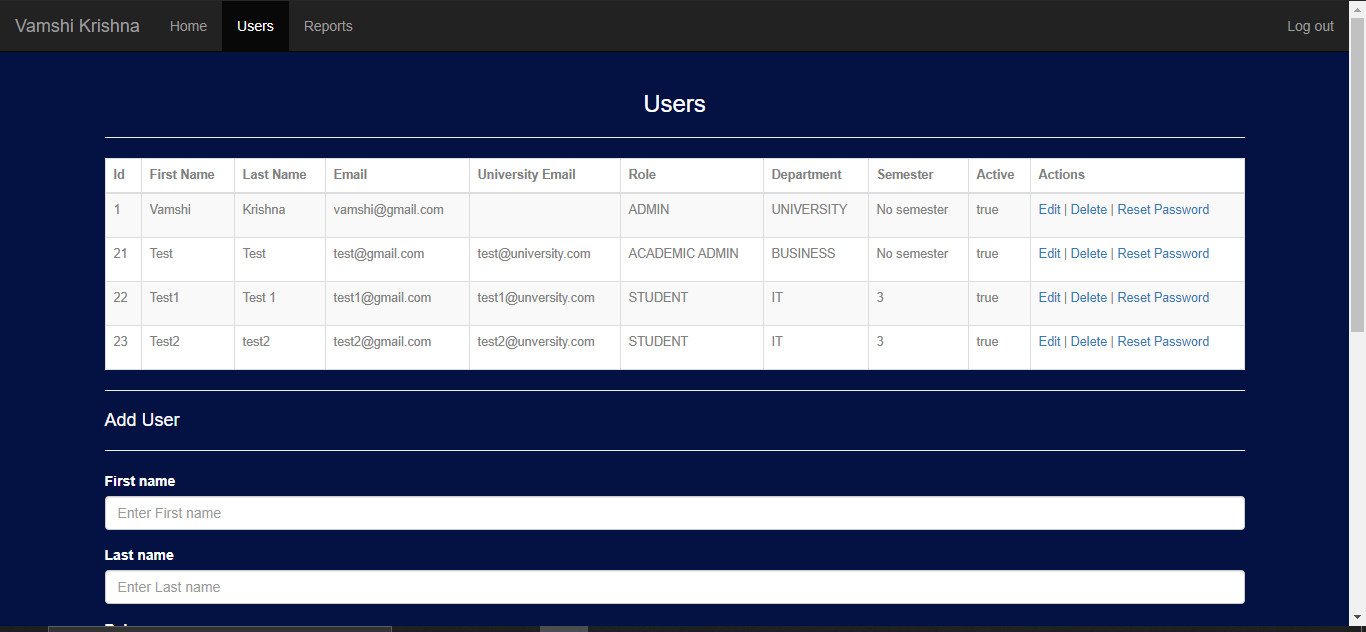 Vamshi Krishna Home Users Reports Log out
Users
Id First Name Last Name Email University Email Role Department Semester Active Actions
1 Vamshi Krishna vamshi@gmail.com ADMIN UNIVERSITY No semester true Edit | Delete | Reset Password
21 Test Test test@gmail.com test@university.com ACADEMIC ADMIN BUSINESS No semester true Edit | Delete | Reset Password
22 Test1 Test 1 test1@gmail.com test1@unversity.com STUDENT IT 3 true Edit | Delete | Reset Password
23 Test2 test2 test2@gmail.com test2@unversity.com STUDENT IT 3 true Edit | Delete | Reset Password
Add User
First name
Enter First name
Last name
Enter Last name